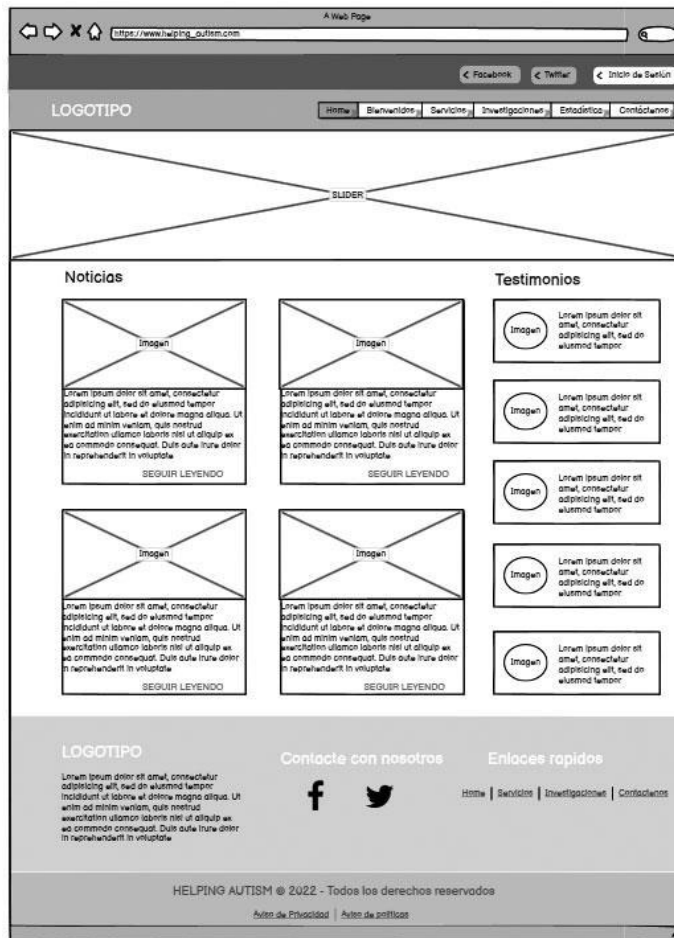 A Web Page
https://www.helping_autism.com
Facebook
Twitter
Inicio de Sesión
LOGOTIPO
Home
Bienvenidos
Servicios
Investigaciones
Estadística
Contáctenos
SLIDER
Noticias
Testimonios
Imagen
Lorem ipsum dolor sit amet, consectetur
adipisicing elit, sed do eiusmod tempor
incididunt ut labore et dolore magna aliqua. Ut
enim ad minim veniam, quis nostrud
exercitation ullamco laboris nisi ut aliquip ex
ea commodo consequat. Duis aute irure dolor
in reprehenderit in voluptate
SEGUIR LEYENDO
Imagen
Lorem ipsum dolor sit amet, consectetur
adipisicing elit, sed do eiusmod tempor
incididunt ut labore et dolore magna aliqua. Ut
enim ad minim veniam, quis nostrud
exercitation ullamco laboris nisi ut aliquip ex
ea commodo consequat. Duis aute irure dolor
in reprehenderit in voluptate
SEGUIR LEYENDO
Imagen
Lorem ipsum dolor sit amet, consectetur
adipisicing elit, sed do eiusmod tempor
incididunt ut labore et dolore magna aliqua. Ut
enim ad minim veniam, quis nostrud
exercitation ullamco laboris nisi ut aliquip ex
ea commodo consequat. Duis aute irure dolor
in reprehenderit in voluptate
SEGUIR LEYENDO
Imagen
Lorem ipsum dolor sit amet, consectetur
adipisicing elit, sed do eiusmod tempor
incididunt ut labore et dolore magna aliqua. Ut
enim ad minim veniam, quis nostrud
exercitation ullamco laboris nisi ut aliquip ex
ea commodo consequat. Duis aute irure dolor
in reprehenderit in voluptate
SEGUIR LEYENDO
Imagen
Lorem ipsum dolor sit
amet, consectetur
adipisicing elit, sed do
eiusmod tempor
Imagen
Lorem ipsum dolor sit
amet, consectetur
adipisicing elit, sed do
eiusmod tempor
Imagen
Lorem ipsum dolor sit
amet, consectetur
adipisicing elit, sed do
eiusmod tempor
Imagen
Lorem ipsum dolor sit
amet, consectetur
adipisicing elit, sed do
eiusmod tempor
Imagen
Lorem ipsum dolor sit
amet, consectetur
adipisicing elit, sed do
eiusmod tempor
LOGOTIPO
Lorem ipsum dolor sit amet, consectetur
adipisicing elit, sed do eiusmod tempor
incididunt ut labore et dolore magna aliqua. Ut
enim ad minim veniam, quis nostrud
exercitation ullamco laboris nisi ut aliquip ex
ea commodo consequat. Duis aute irure dolor
in reprehenderit in voluptate
Contacte con nosotros
Enlaces rapidos
Home | Servicios | Investigaciones | Contactenos
HELPING AUTISM © 2022 - Todos los derechos reservados
Aviso de Privacidad | Aviso de políticas